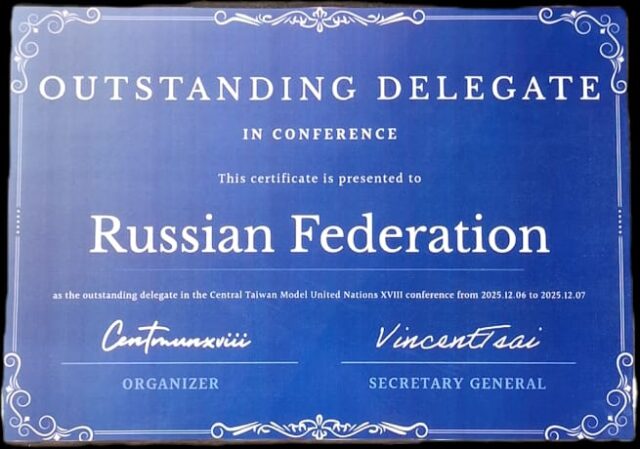 OUTSTANDING DELEGATE
IN CONFERENCE
This certificate is presented to
Russian Federation
as the outstanding delegate in the Central Taiwan Model United Nations XVIII conference from 2025.12.06 to 2025.12.07
Centmunxviii VincentTsai
ORGANIZER SECRETARY GENERAL